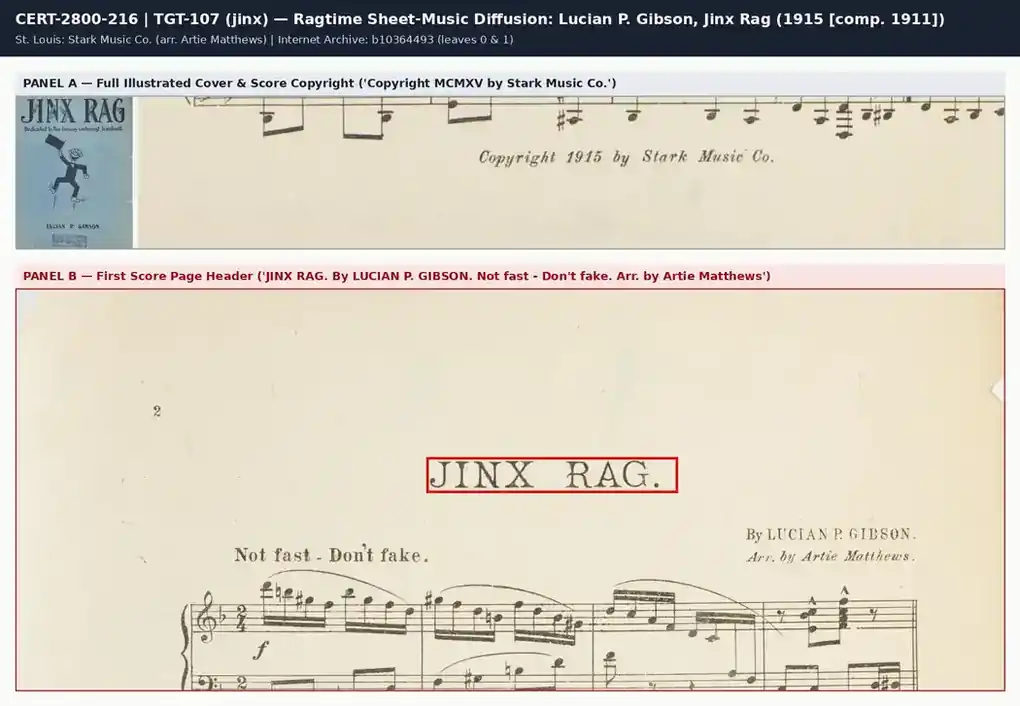 CERT-2800-216 | TGT-107 (jinx) — Ragtime Sheet-Music Diffusion: Lucian P. Gibson, Jinx Rag (1915 [comp. 1911])
St. Louis: Stark Music Co. (arr. Artie Matthews) | Internet Archive: b10364493 (leaves 0 & 1)
PANEL A — Full Illustrated Cover & Score Copyright ('Copyright MCMXV by Stark Music Co.')
JINX RAG
LUCIAN P. GIBSON
Copyright 1915 by Stark Music Co.
PANEL B — First Score Page Header ('JINX RAG. By LUCIAN P. GIBSON. Not fast - Don't fake. Arr. by Artie Matthews')
2
JINX RAG.
By LUCIAN P. GIBSON.
Not fast - Don't fake.
Arr. by Artie Matthews.
f